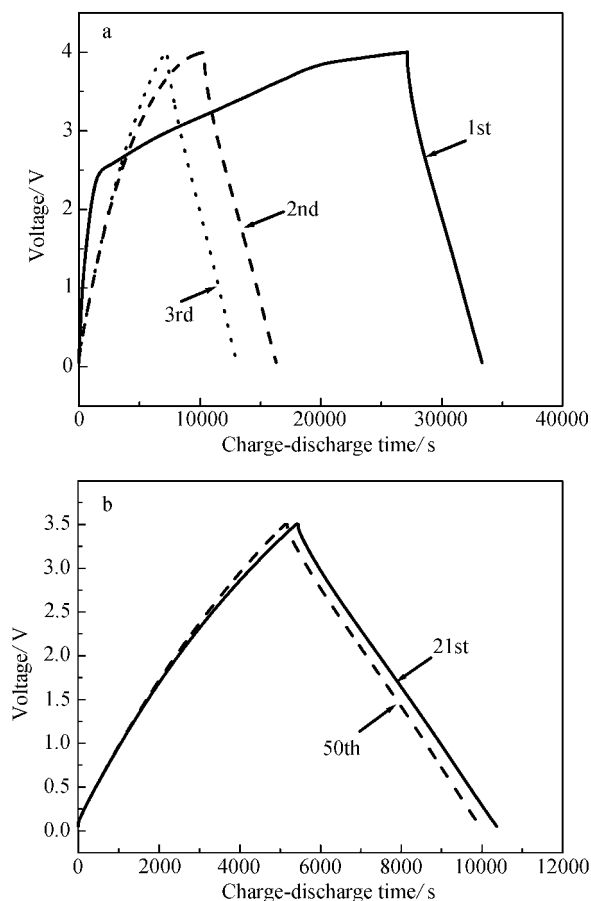 a
4
3
2
1
0
Voltage/ V
1st
2nd
3rd
0 10000 20000 30000 40000
Charge-discharge time/ s
b
3.5
3.0
2.5
2.0
1.5
1.0
0.5
0.0
Voltage/ V
21st
50th
0 2000 4000 6000 8000 10000 12000
Charge-discharge time/ s